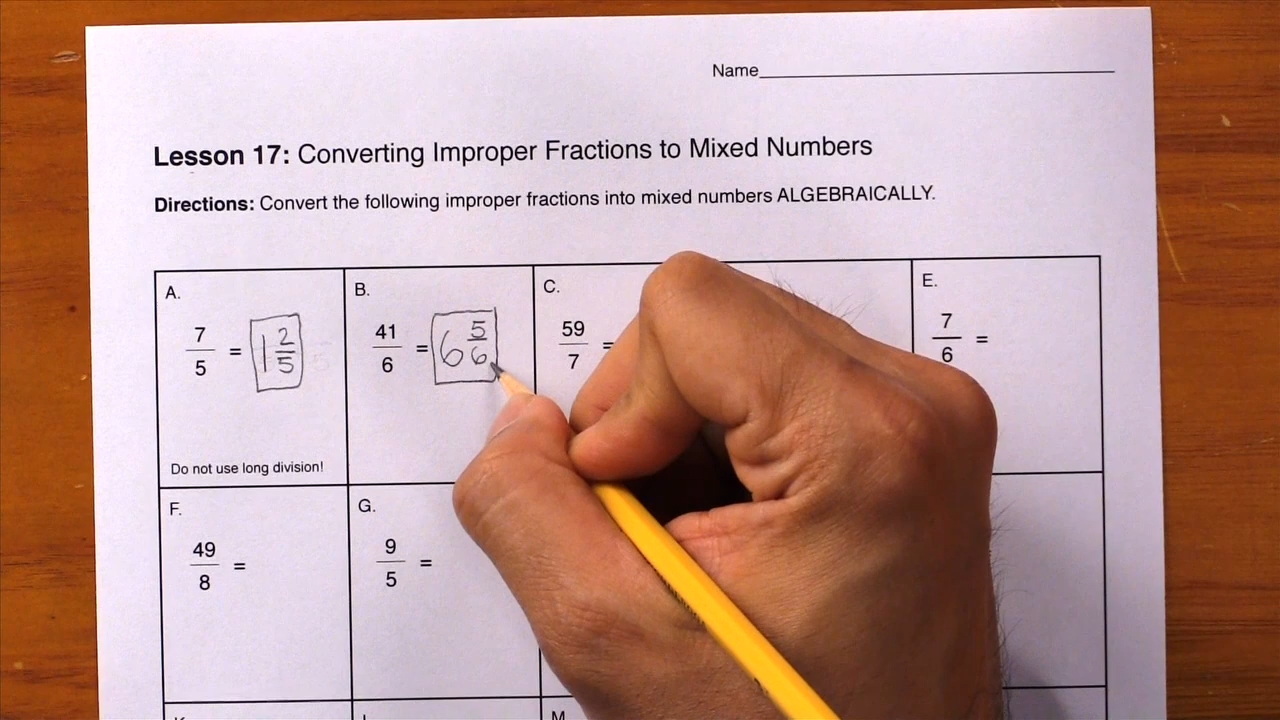 Name
Lesson 17: Converting Improper Fractions to Mixed Numbers
Directions: Convert the following improper fractions into mixed numbers ALGEBRAICALLY.
A.
7/5 = 1 2/5
Do not use long division!
B.
41/6 = 6 5/6
C.
59/7 =
E.
7/6 =
F.
49/8 =
G.
9/5 =
M.